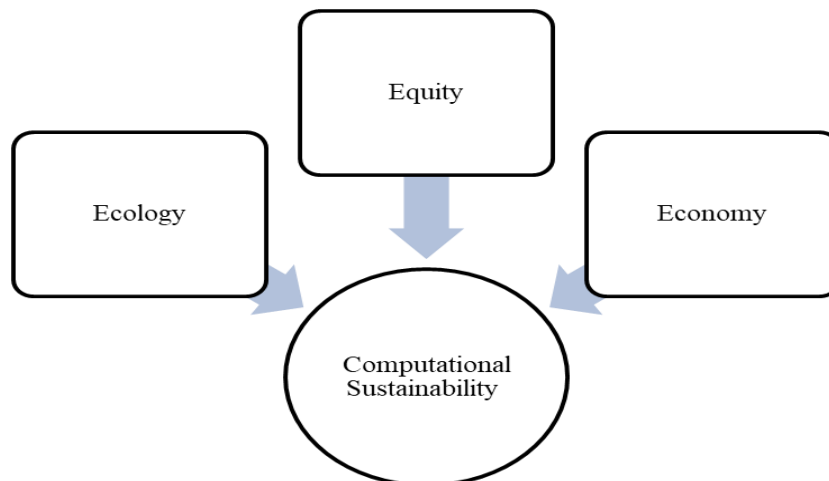 Equity
Ecology
Economy
Computational
Sustainability